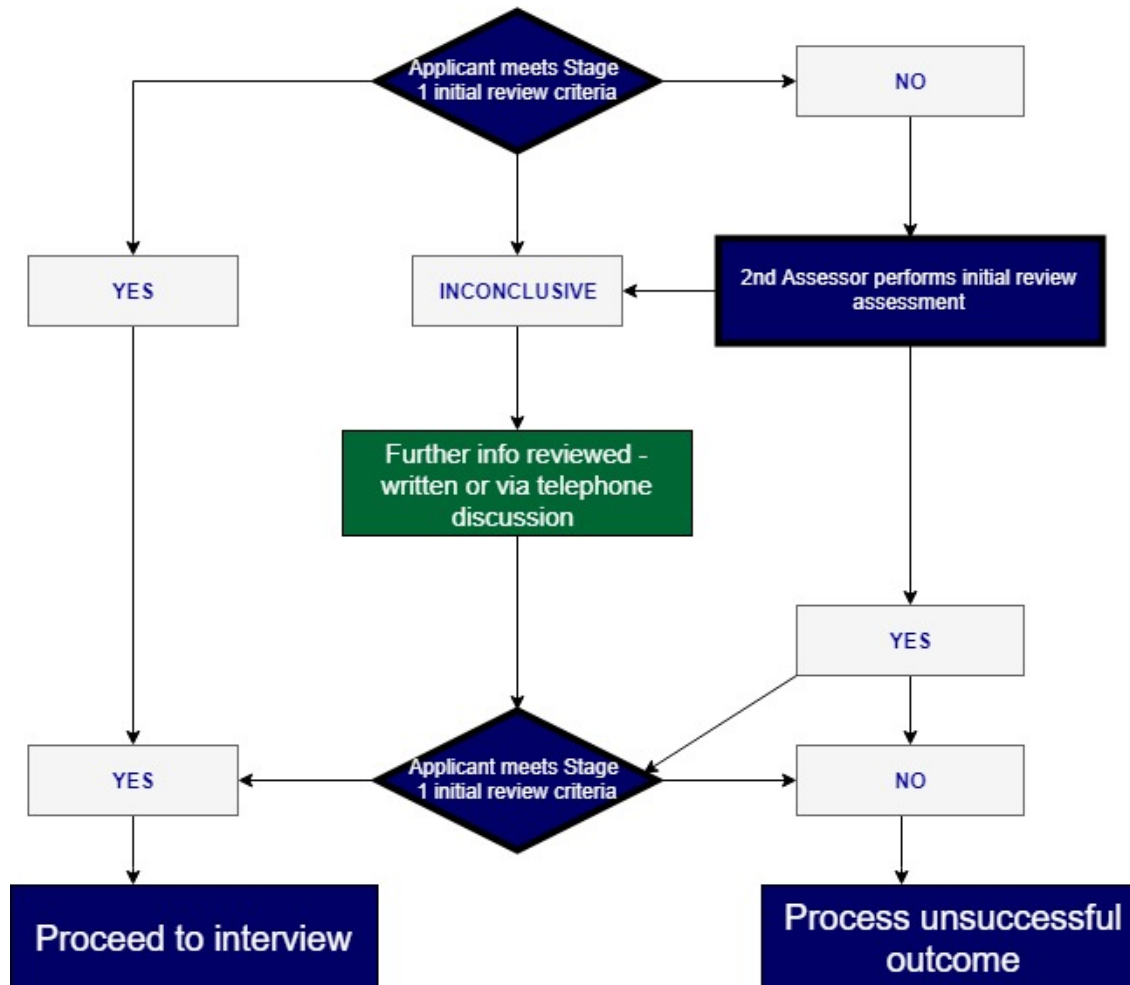 Applicant meets Stage
1 initial review criteria
NO
YES
INCONCLUSIVE
2nd Assessor performs initial review
assessment
Further info reviewed -
written or via telephone
discussion
YES
YES
Applicant meets Stage
1 initial review criteria
NO
Proceed to interview
Process unsuccessful
outcome